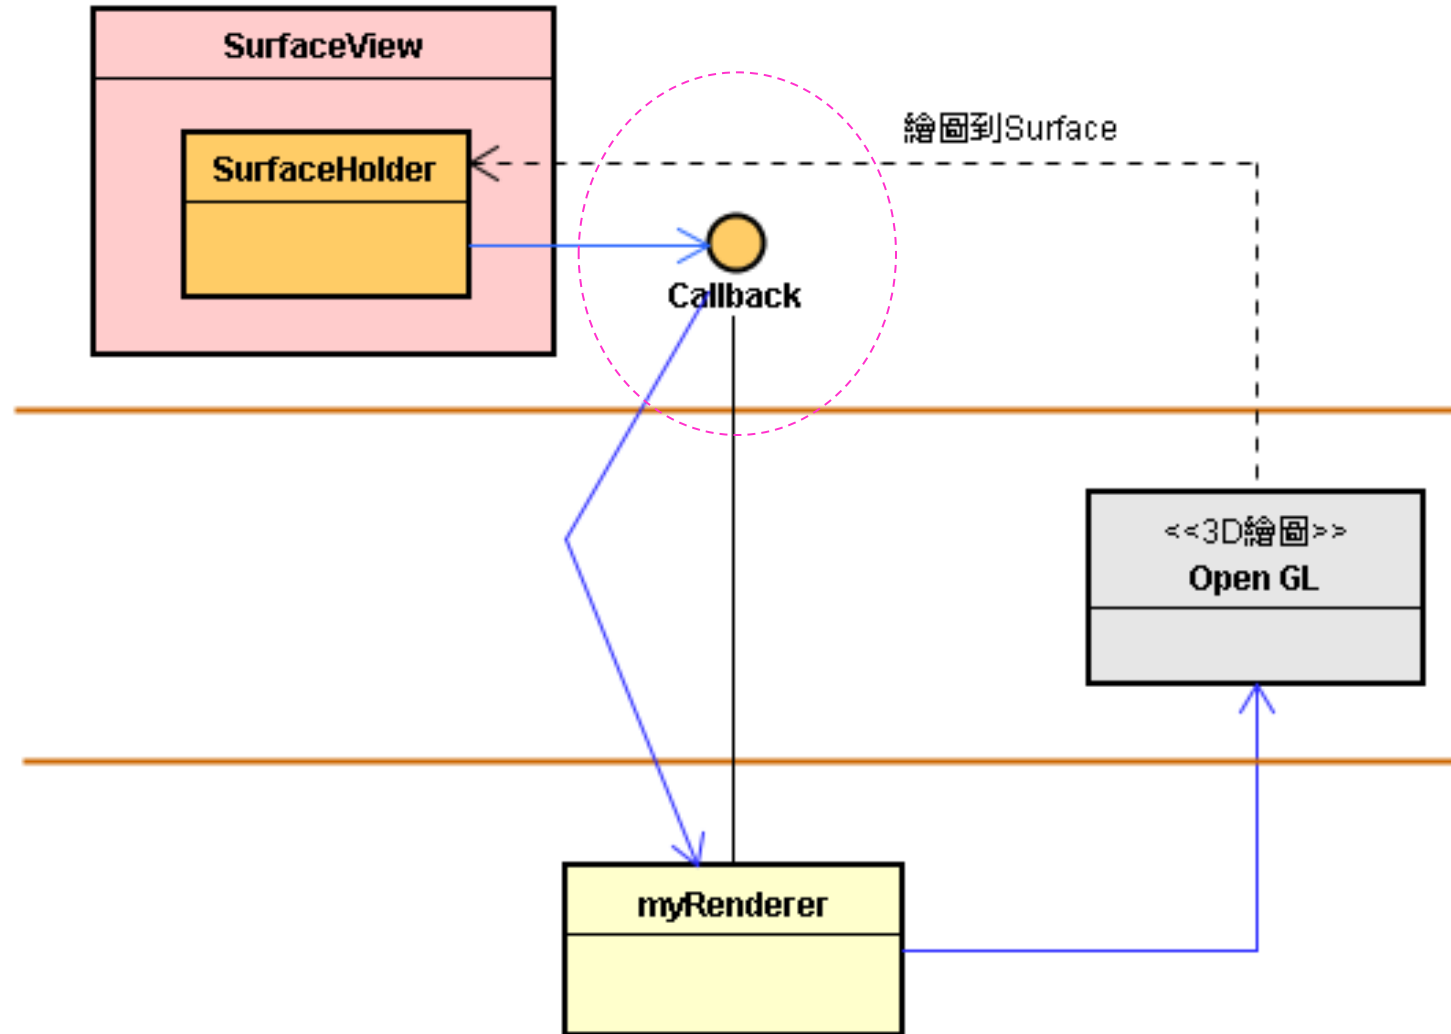 SurfaceView
SurfaceHolder
繪圖到Surface
Callback
<<3D繪圖>>
Open GL
myRenderer